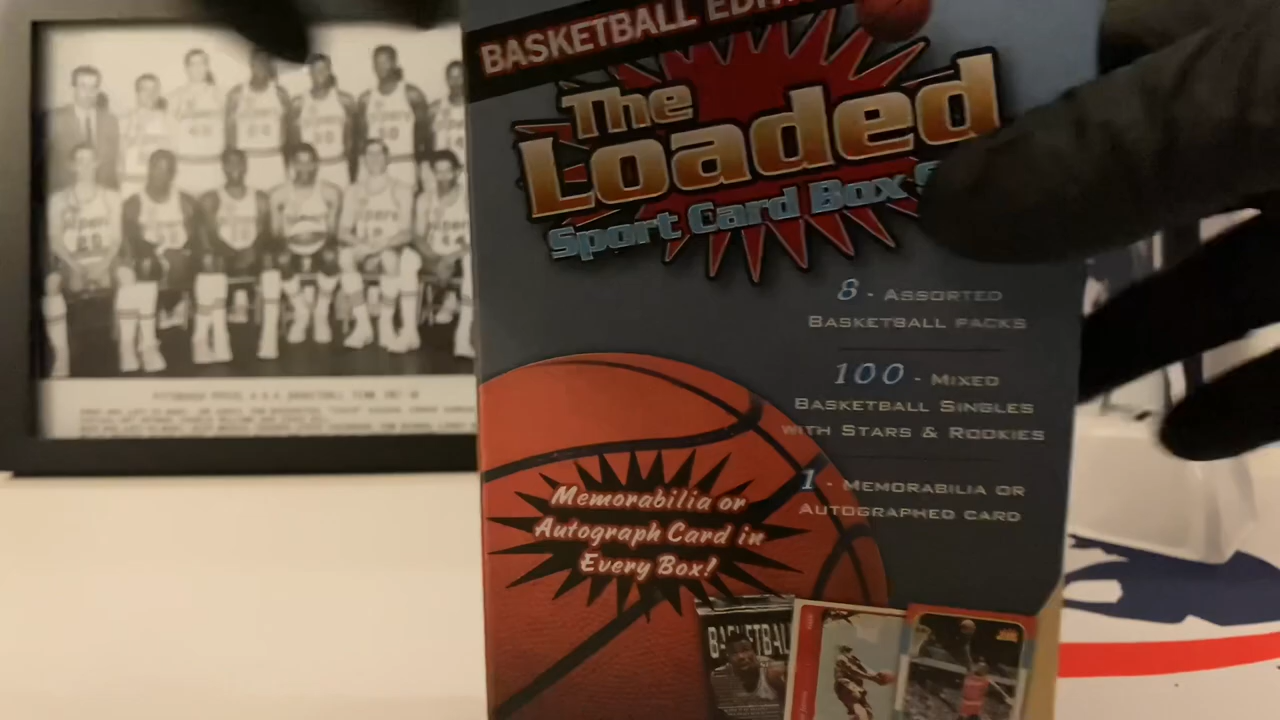 BASKETBALL
The
Loaded
Sport Card Box
8 - ASSORTED
BASKETBALL PACKS
100 - MIXED
BASKETBALL SINGLES
WITH STARS & ROOKIES
1 - MEMORABILIA OR
AUTOGRAPHED CARD
Memorabilia or
Autograph Card in
Every Box!
BASKETBALL TEAM